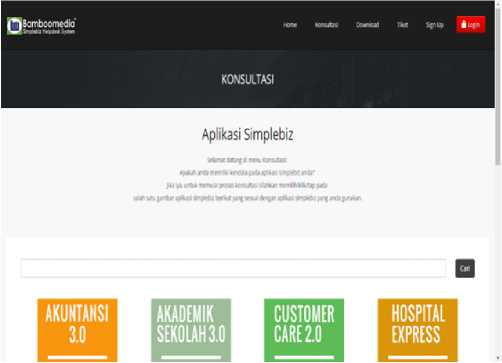 Bamboomedia
Simplebiz Helpdesk System
Home Konsultasi Download Tiket Sign Up Login
KONSULTASI
Aplikasi Simplebiz
Selamat datang di menu Konsultasi
Apakah anda memiliki kendala pada aplikasi simplebiz anda?
Jika iya, untuk memulai proses konsultasi silahkan memilih/klik/tap pada
salah satu gambar aplikasi simplebiz berikut yang sesuai dengan aplikasi simplebiz yang anda gunakan.
Cari
AKUNTANSI 3.0
AKADEMIK SEKOLAH 3.0
CUSTOMER CARE 2.0
HOSPITAL EXPRESS